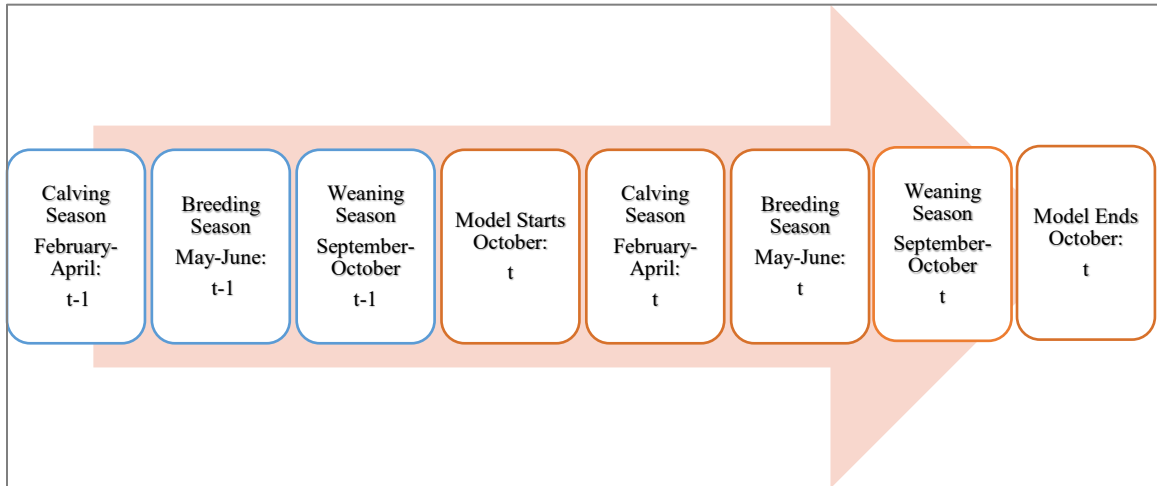 Calving
Season
February-
April:
t-1
Breeding
Season
May-June:
t-1
Weaning
Season
September-
October
t-1
Model Starts
October:
t
Calving
Season
February-
April:
t
Breeding
Season
May-June:
t
Weaning
Season
September-
October
t
Model Ends
October:
t